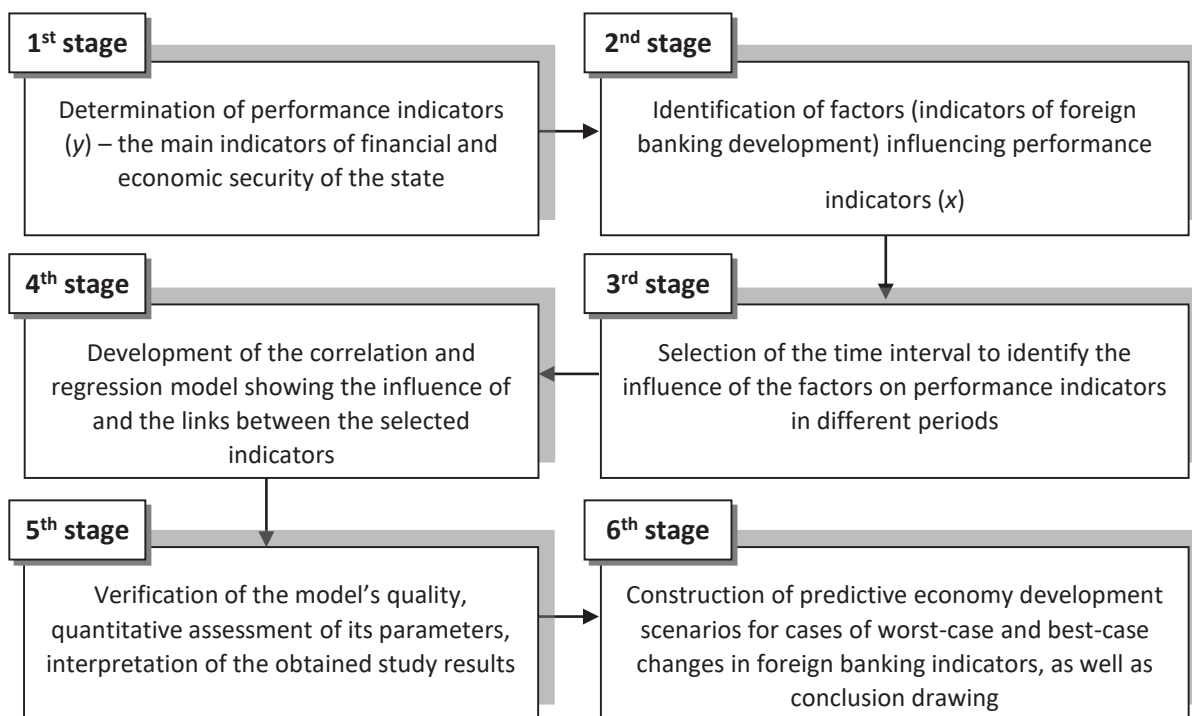 1st stage
Determination of performance indicators
(y) – the main indicators of financial and
economic security of the state
2nd stage
Identification of factors (indicators of foreign
banking development) influencing performance
indicators (x)
3rd stage
Selection of the time interval to identify the
influence of the factors on performance indicators
in different periods
4th stage
Development of the correlation and
regression model showing the influence of
and the links between the selected
indicators
5th stage
Verification of the model’s quality,
quantitative assessment of its parameters,
interpretation of the obtained study results
6th stage
Construction of predictive economy development
scenarios for cases of worst-case and best-case
changes in foreign banking indicators, as well as
conclusion drawing